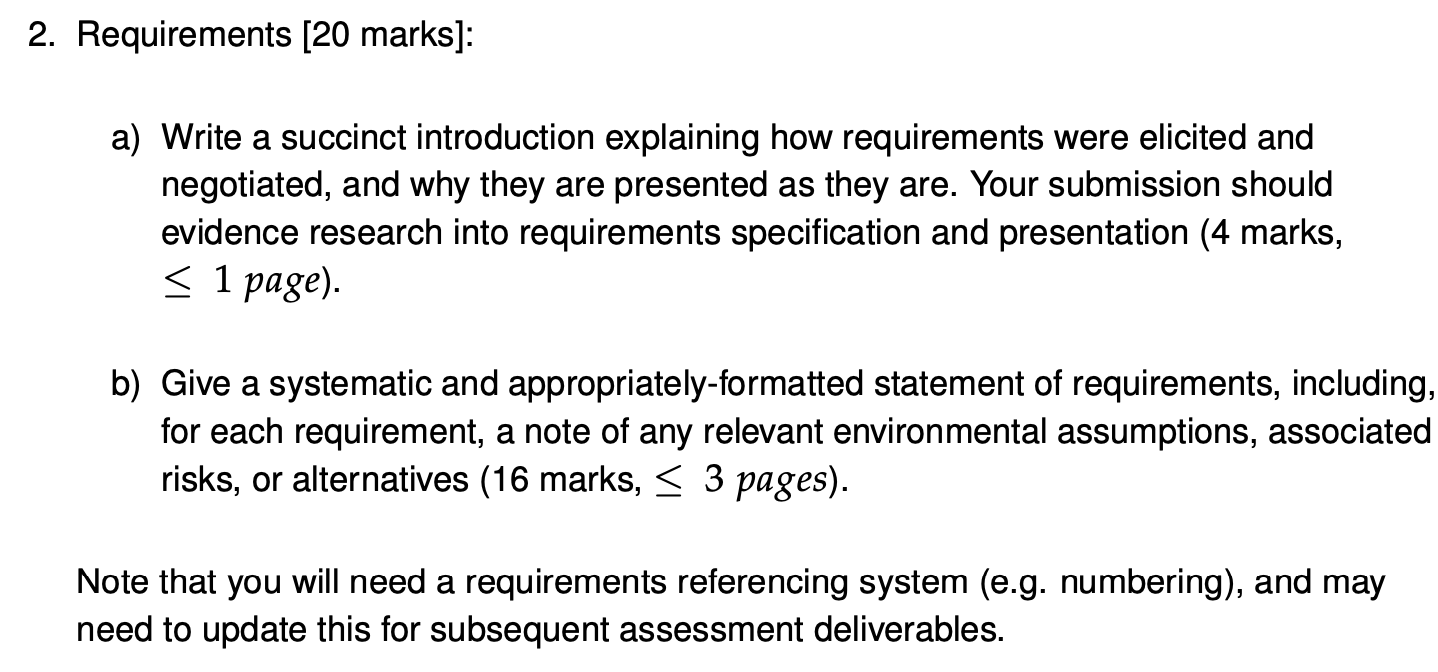 2. Requirements [20 marks]:
a) Write a succinct introduction explaining how requirements were elicited and
negotiated, and why they are presented as they are. Your submission should
evidence research into requirements specification and presentation (4 marks,
≤ 1 page).
b) Give a systematic and appropriately-formatted statement of requirements, including,
for each requirement, a note of any relevant environmental assumptions, associated
risks, or alternatives (16 marks, ≤ 3 pages).
Note that you will need a requirements referencing system (e.g. numbering), and may
need to update this for subsequent assessment deliverables.